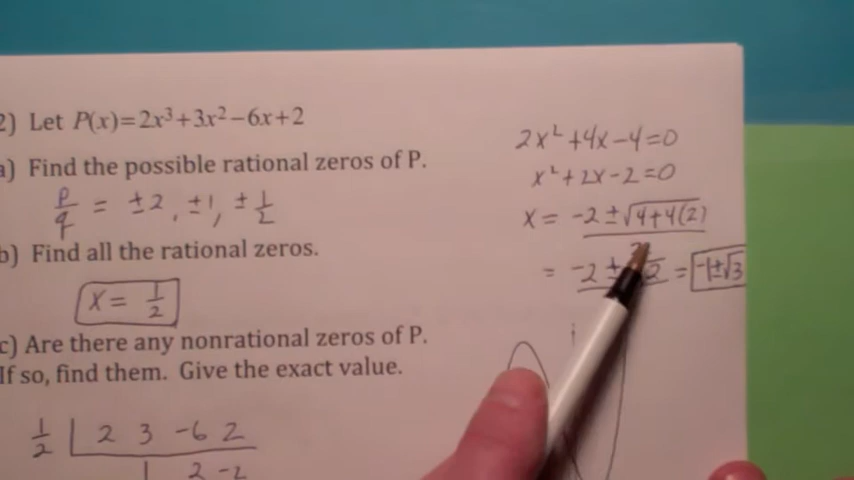 2) Let P(x)=2x³+3x²−6x+2
a) Find the possible rational zeros of P.
p/q = ±2, ±1, ±1/2
b) Find all the rational zeros.
x = 1/2
c) Are there any nonrational zeros of P.
If so, find them. Give the exact value.
1/2 | 2 3 -6 2
1 2 -2
2x²+4x-4=0
x²+2x-2=0
x = -2±√4+4(2)
= -2 ± 2 = -1±√3